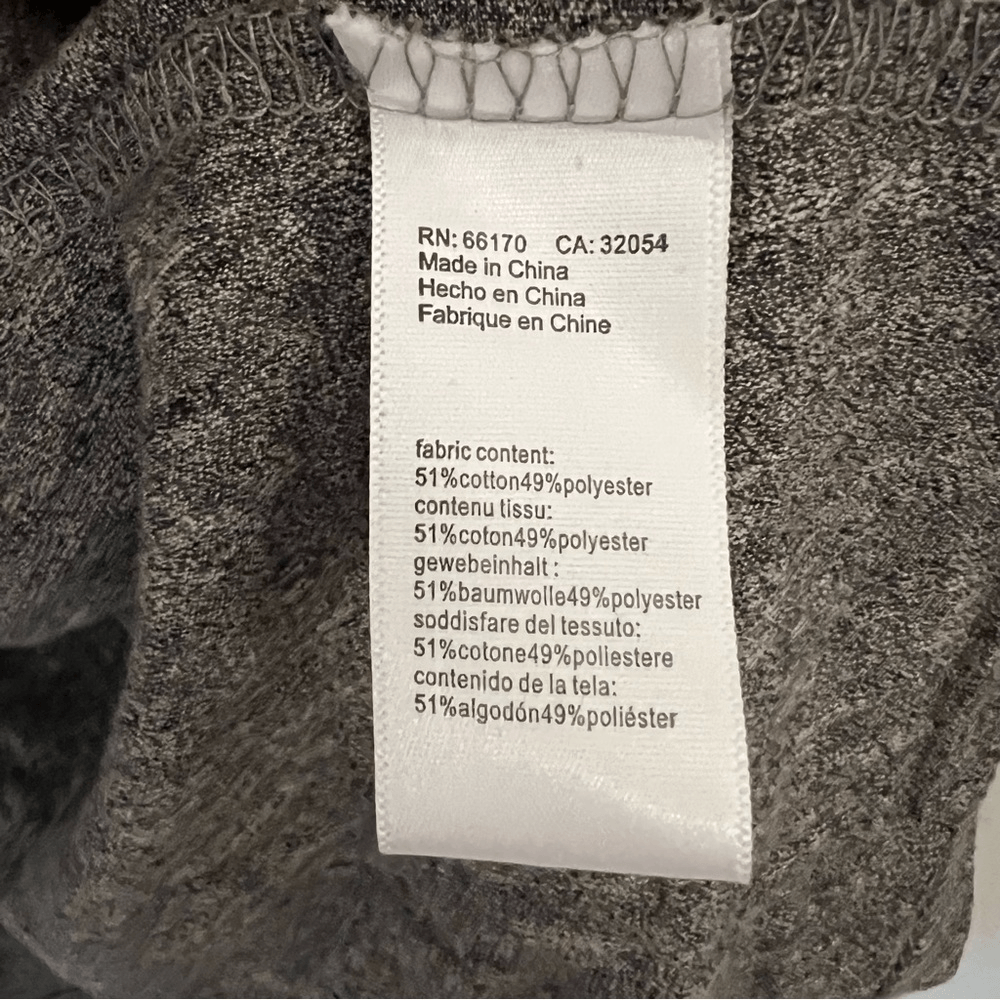 RN: 66170 CA: 32054
Made in China
Hecho en China
Fabrique en Chine
fabric content:
51%cotton49%polyester
contenu tissu:
51%coton49%polyester
gewebeinhalt :
51%baumwolle49%polyester
soddisfare del tessuto:
51%cotone49%poliestere
contenido de la tela:
51%algodón49%poliéster